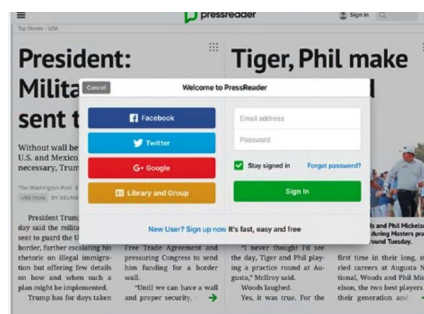 pressreader
Sign in
Top Stories - USA
President:
Milita
sent t
Tiger, Phil make
Cancel
Welcome to PressReader
Facebook
Twitter
G+ Google
Library and Group
Email address
Password
Stay signed in
Forgot password?
Sign In
New User? Sign up now It's fast, easy and free
Without wall be
U.S. and Mexico
necessary, Trum
The Washington Post
President Trum
day said the milita
sent to guard the U
border, further escalating his
rhetoric on illegal immigra-
tion but offering few details
on how and when such a
plan might be implemented.
Trump has for days taken
Free Trade Agreement and
pressuring Congress to send
him funding for a border
wall.
"Until we can have a wall
and proper security,
"I never thought I'd see
the day, Tiger and Phil play-
ing a practice round at Au-
gusta," McIlroy said.
Woods laughed.
Yes, it was true. For the
ds and Phil Mickels
during Masters pra
ound Tuesday.
first time in their long, st
ried careers at Augusta N
tional, Woods and Phil Mic
elson, the two best players
their generation and